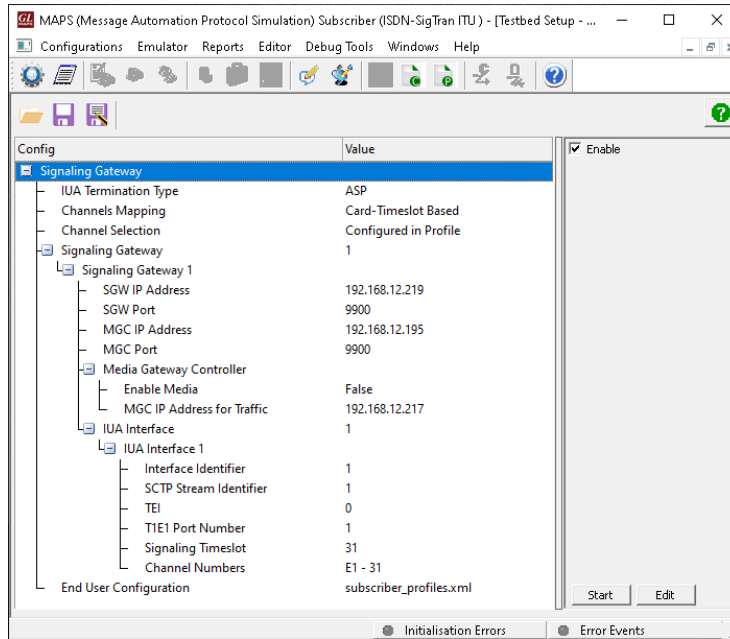 GL MAPS (Message Automation Protocol Simulation) Subscriber (ISDN-SigTran ITU ) - [Testbed Setup - ...
Configurations Emulator Reports Editor Debug Tools Windows Help
Config Value
Signaling Gateway
IUA Termination Type ASP
Channels Mapping Card-Timeslot Based
Channel Selection Configured in Profile
Signaling Gateway 1
Signaling Gateway 1
SGW IP Address 192.168.12.219
SGW Port 9900
MGC IP Address 192.168.12.195
MGC Port 9900
Media Gateway Controller
Enable Media False
MGC IP Address for Traffic 192.168.12.217
IUA Interface 1
IUA Interface 1
Interface Identifier 1
SCTP Stream Identifier 1
TEI 0
T1E1 Port Number 1
Signaling Timeslot 31
Channel Numbers E1 - 31
End User Configuration subscriber_profiles.xml
Enable
Start Edit
Initialisation Errors Error Events